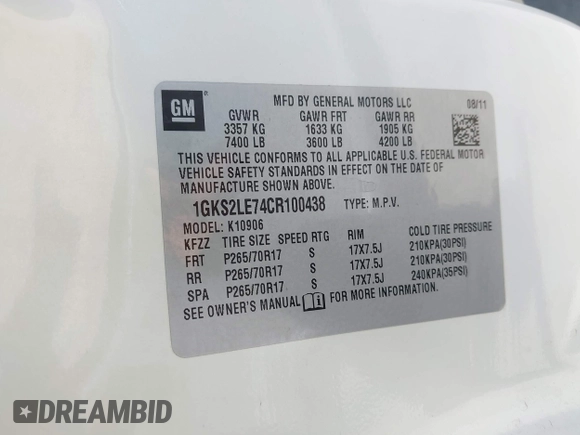 GM
MFD BY GENERAL MOTORS LLC 08/11
GVWR GAWR FRT GAWR RR
3357 KG 1633 KG 1905 KG
7400 LB 3600 LB 4200 LB
THIS VEHICLE CONFORMS TO ALL APPLICABLE U.S. FEDERAL MOTOR
VEHICLE SAFETY STANDARDS IN EFFECT ON THE DATE OF
MANUFACTURE SHOWN ABOVE.
1GKS2LE74CR100438 TYPE: M.P.V.
MODEL: K10906
KFZZ TIRE SIZE SPEED RTG RIM COLD TIRE PRESSURE
FRT P265/70R17 S 17X7.5J 210KPA(30PSI)
RR P265/70R17 S 17X7.5J 210KPA(30PSI)
SPA P265/70R17 S 17X7.5J 240KPA(35PSI)
SEE OWNER'S MANUAL i FOR MORE INFORMATION.
DREAMBID